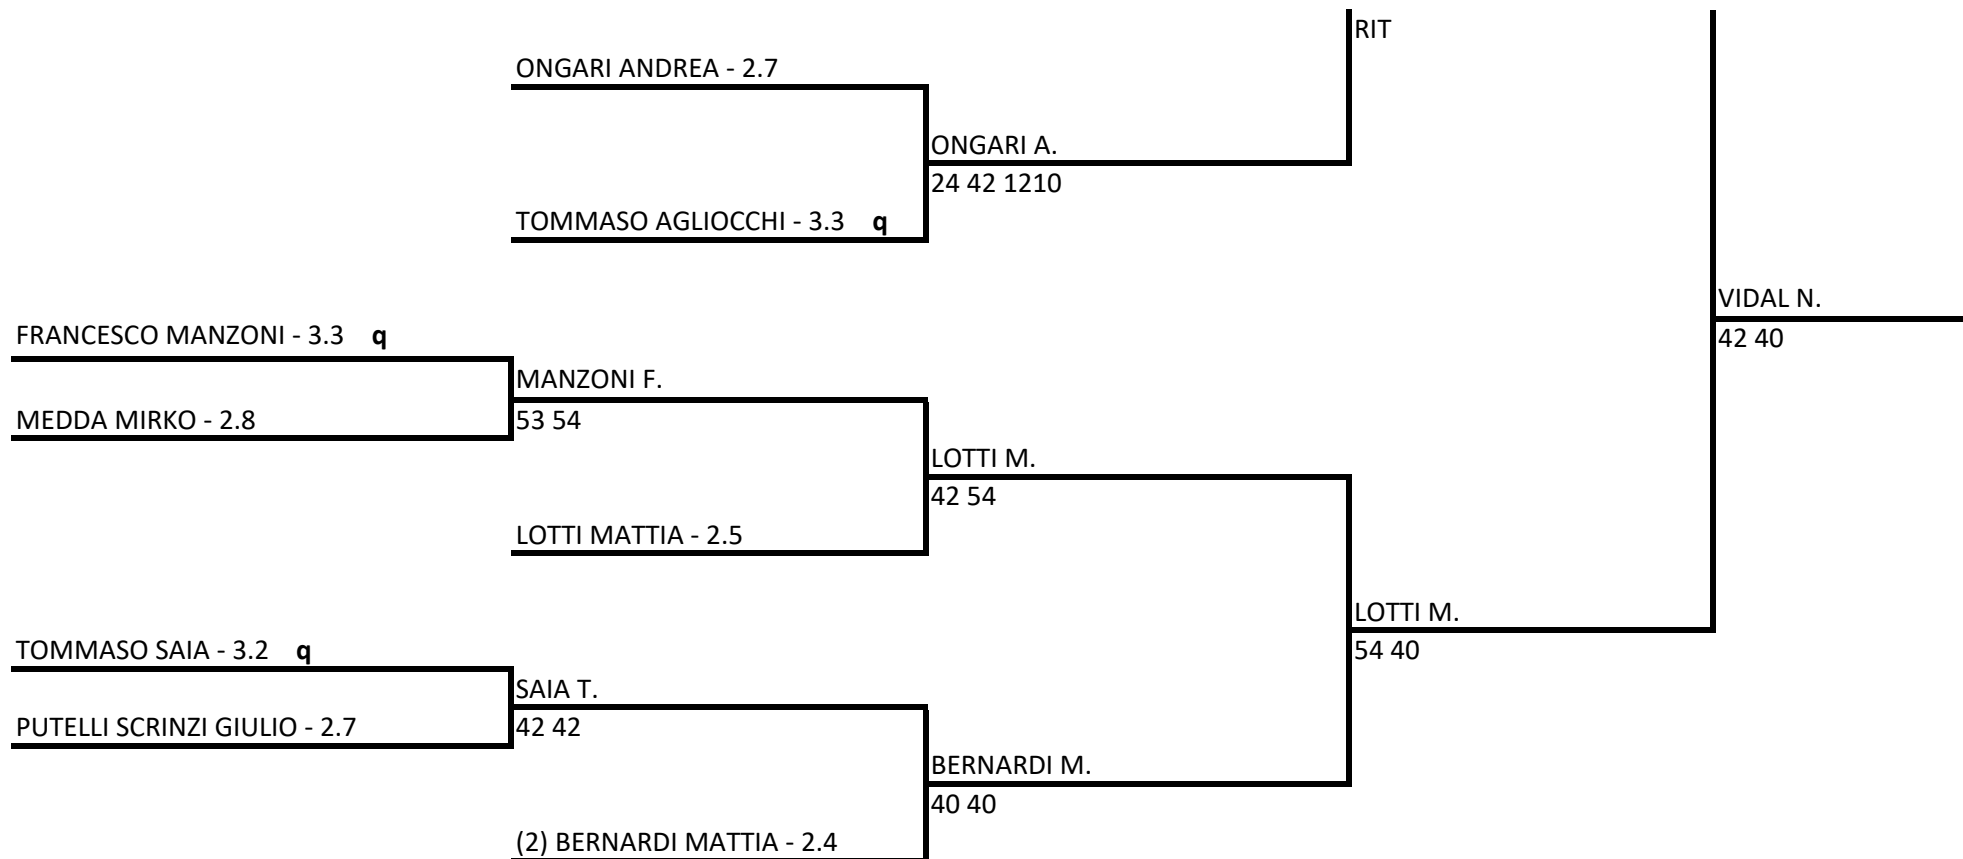 RIT
ONGARI ANDREA - 2.7
ONGARI A.
24 42 1210
TOMMASO AGLIOCCHI - 3.3 q
VIDAL N.
42 40
FRANCESCO MANZONI - 3.3 q
MANZONI F.
53 54
MEDDA MIRKO - 2.8
LOTTI M.
42 54
LOTTI MATTIA - 2.5
LOTTI M.
54 40
TOMMASO SAIA - 3.2 q
SAIA T.
42 42
PUTELLI SCRINZI GIULIO - 2.7
BERNARDI M.
40 40
(2) BERNARDI MATTIA - 2.4